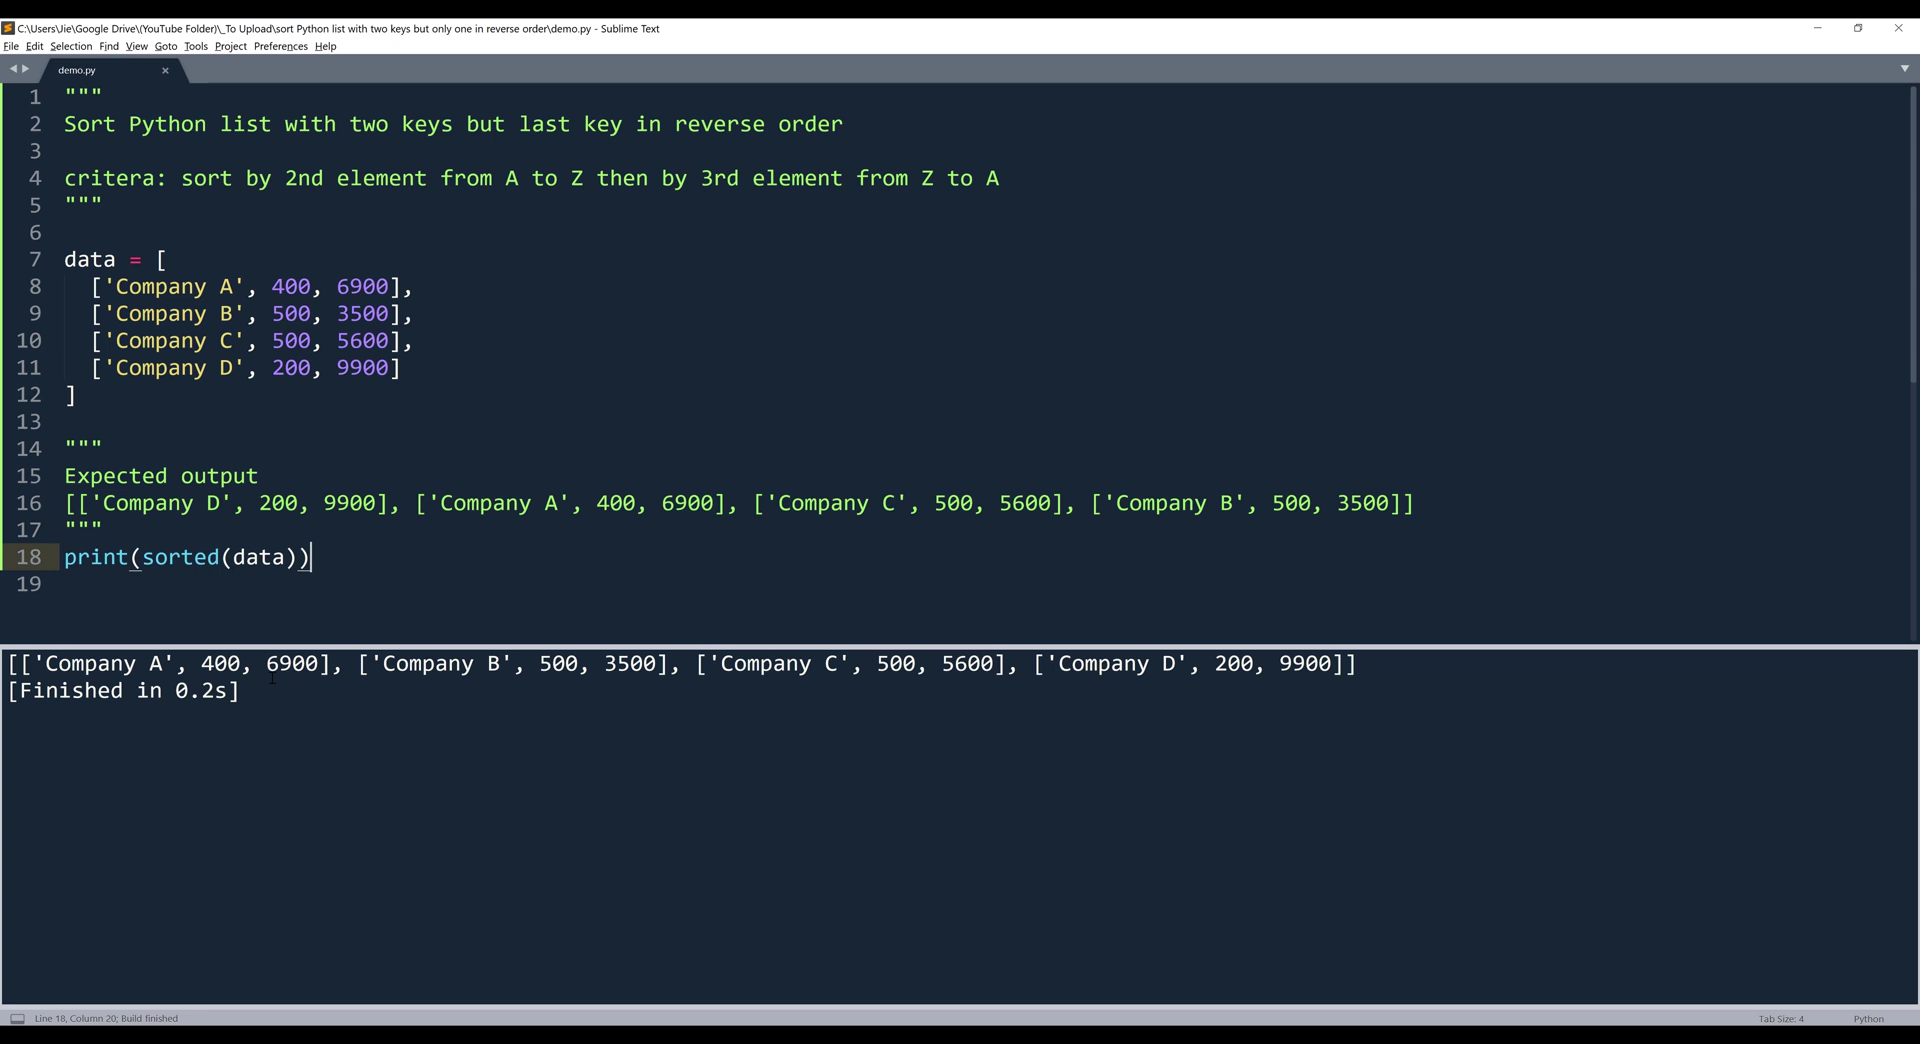 C:\Users\Jie\Google Drive\(YouTube Folder)\_To Upload\sort Python list with two keys but only one in reverse order\demo.py - Sublime Text
File Edit Selection Find View Goto Tools Project Preferences Help
demo.py
1 """
2 Sort Python list with two keys but last key in reverse order
3
4 critera: sort by 2nd element from A to Z then by 3rd element from Z to A
5 """
6
7 data = [
8 ['Company A', 400, 6900],
9 ['Company B', 500, 3500],
10 ['Company C', 500, 5600],
11 ['Company D', 200, 9900]
12 ]
13
14 """
15 Expected output
16 [['Company D', 200, 9900], ['Company A', 400, 6900], ['Company C', 500, 5600], ['Company B', 500, 3500]]
17 """
18 print(sorted(data))
19
[['Company A', 400, 6900], ['Company B', 500, 3500], ['Company C', 500, 5600], ['Company D', 200, 9900]]
[Finished in 0.2s]
Line 18, Column 20; Build finished Tab Size: 4 Python